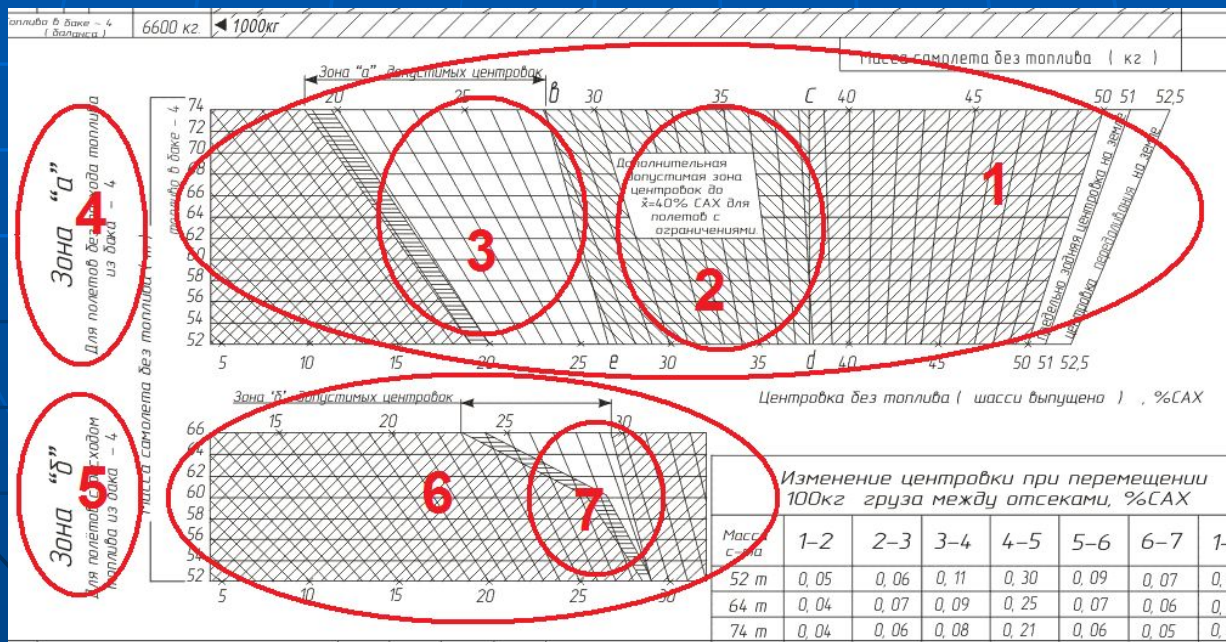 топлива в баке - 4
( баланса )
6600 кг.
1000кг
Масса самолета без топлива ( кг )
Зона "а" допустимых центровок
20 25 в 30 35 с 40 45 50 51 52,5
74
72
70
68
66
64
62
60
58
56
54
52
Дополнительная
допустимая зона
центровок до
x̄=40% САХ для
полетов с
ограничениями.
предельно задняя центровка на земле
центровка переваливания на земле
1
2
3
4
Зона "а"
Для полетов без расхода топлива
из бака - 4
Масса самолета без топлива ( кг )
топливо в баке - 4
5 10 15 20 25 е 30 35 d 40 45 50 51 52,5
Центровка без топлива ( шасси выпущено ) , %САХ
Зона "б" допустимых центровок
15 20 25 30
66
64
62
60
58
56
54
52
5
6
7
Зона "б"
Для полётов с расходом
топлива из бака - 4
5 10 15 20 25 30
Изменение центровки при перемещении
100кг груза между отсеками, %САХ
Масса с-та 1-2 2-3 3-4 4-5 5-6 6-7
52 т 0,05 0,06 0,11 0,30 0,09 0,07
64 т 0,04 0,07 0,09 0,25 0,07 0,06
74 т 0,04 0,06 0,08 0,21 0,06 0,05